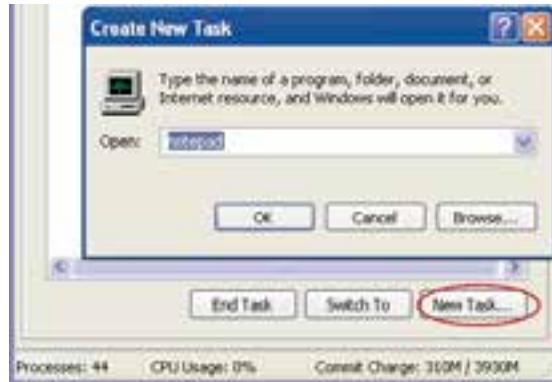 Create New Task
Type the name of a program, folder, document, or
Internet resource, and Windows will open it for you.
Open: notepad
OK Cancel Browse...
End Task Switch To New Task...
Processes: 44 CPU Usage: 0% Commit Charge: 310M / 3930M